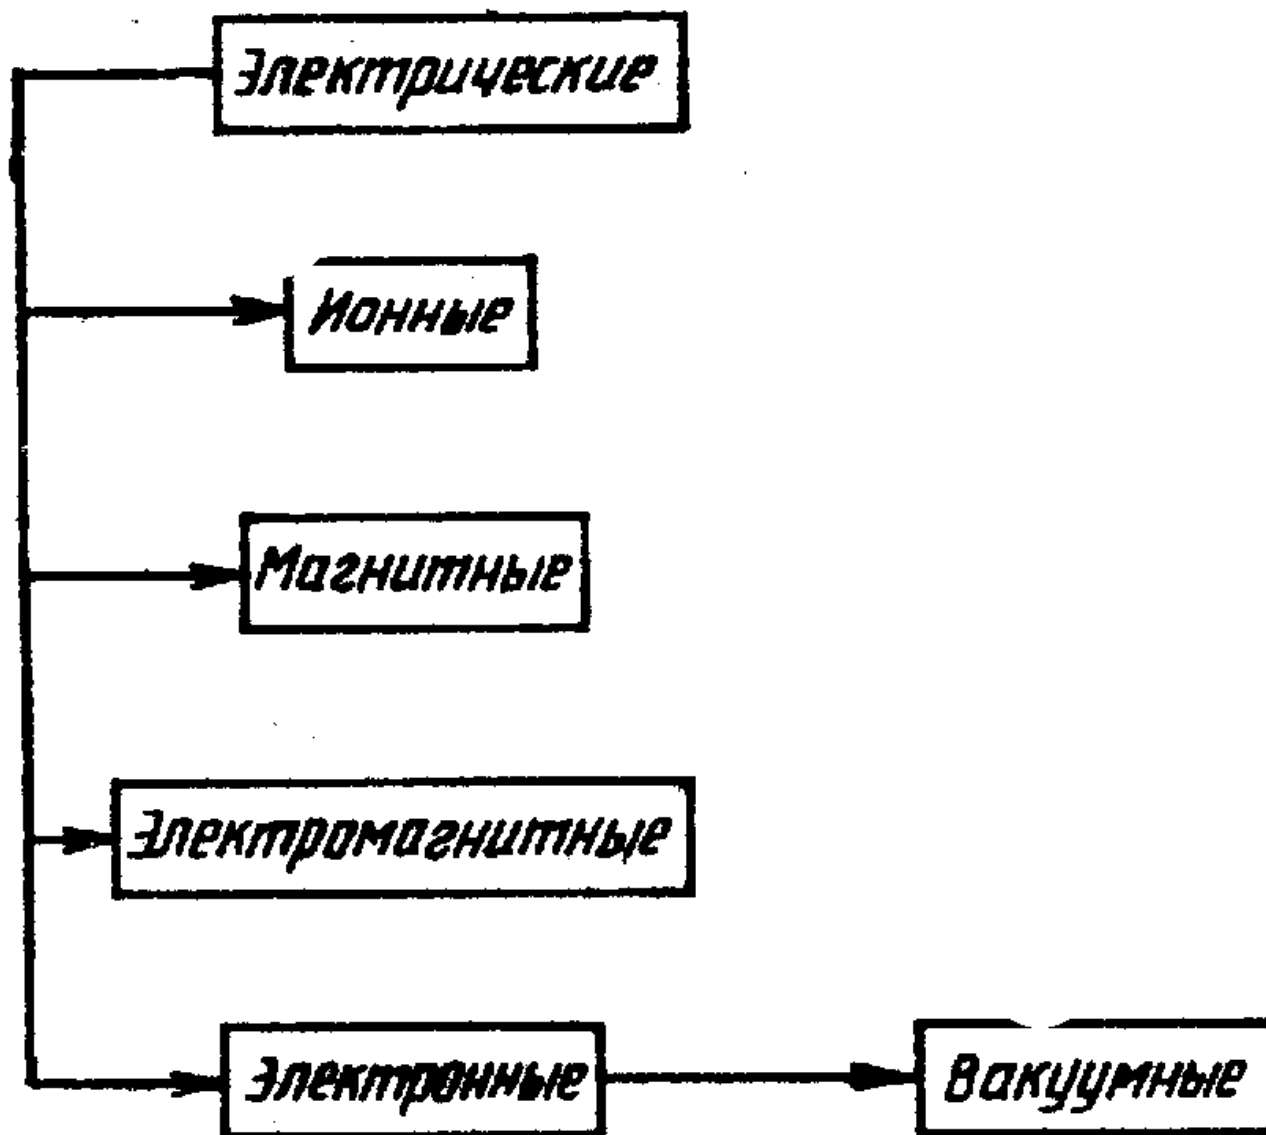 Электрические
Ионные
Магнитные
Электромагнитные
Электронные
Вакуумные